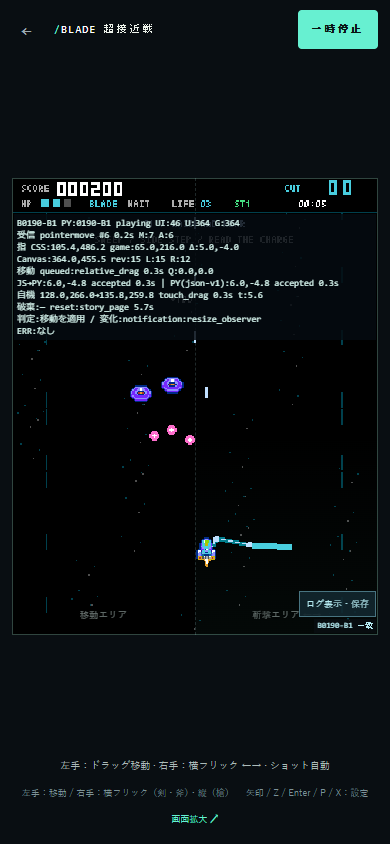 ← /BLADE 超接近戦 一時停止
SCORE 000200 CUT 00
HP BLADE WAIT LIFE 03 ST1 00:05
B0190-B1 PY:0190-B1 playing UI:46 U:364 G:364
受信 pointermove #6 0.2s M:7 A:6
指 CSS:105.4,486.2 game:65.0,216.0 Δ:5.0,-4.0
Canvas:364.0,455.5 rev:15 L:15 R:12
移動 queued:relative_drag 0.3s Q:0.0,0.0
JS→PY:6.0,-4.8 accepted | PY(json-v1):6.0,-4.8 accepted 0.3s
自機 128.0,266.0→135.8,259.8 touch_drag 0.3s t:5.6
破棄:— reset:story_page 5.7s
判定:移動を適用 / 変化:notification:resize_observer
ERR:なし
READ THE CHARGE
ログ表示・保存
移動エリア 斬撃エリア
B0190-B1 一致
左手：ドラッグ移動・右手：横フリック ←→・ショット自動
左手：移動 / 右手：横フリック（剣・斧）・縦（槍） 矢印 / Z / Enter / P / X：設定
画面拡大 ↗